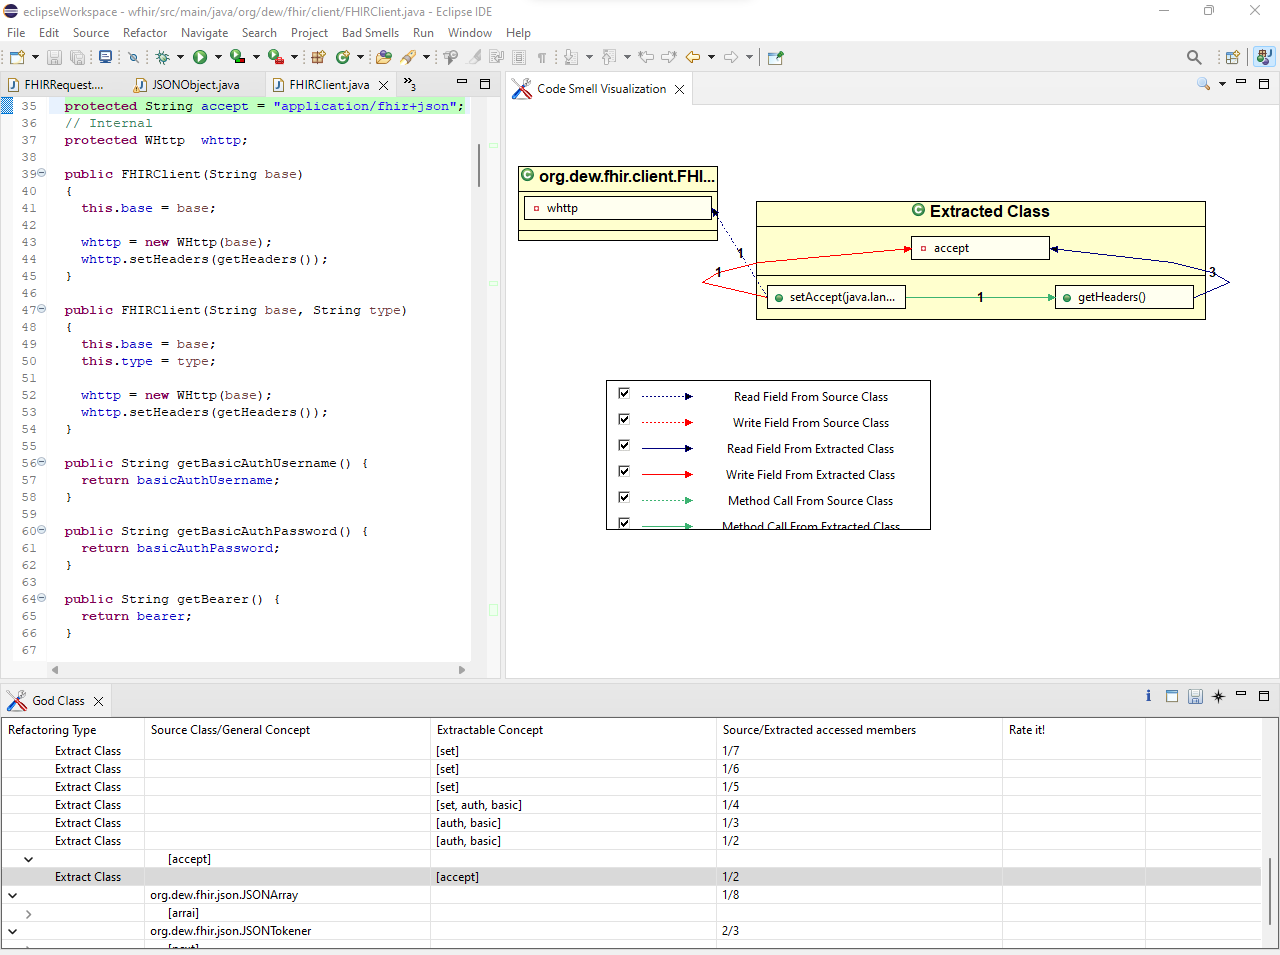 eclipseWorkspace - wfhir/src/main/java/org/dew/fhir/client/FHIRClient.java - Eclipse IDE
File Edit Source Refactor Navigate Search Project Bad Smells Run Window Help
FHIRRequest.... JSONObject.java FHIRClient.java »3
35 protected String accept = "application/fhir+json";
36 // Internal
37 protected WHttp whttp;
38
39 public FHIRClient(String base)
40 {
41 this.base = base;
42
43 whttp = new WHttp(base);
44 whttp.setHeaders(getHeaders());
45 }
46
47 public FHIRClient(String base, String type)
48 {
49 this.base = base;
50 this.type = type;
51
52 whttp = new WHttp(base);
53 whttp.setHeaders(getHeaders());
54 }
55
56 public String getBasicAuthUsername() {
57 return basicAuthUsername;
58 }
59
60 public String getBasicAuthPassword() {
61 return basicAuthPassword;
62 }
63
64 public String getBearer() {
65 return bearer;
66 }
67
Code Smell Visualization
org.dew.fhir.client.FHI...
whttp
Extracted Class
accept
1
1
3
setAccept(java.lan...
1
getHeaders()
Read Field From Source Class
Write Field From Source Class
Read Field From Extracted Class
Write Field From Extracted Class
Method Call From Source Class
Method Call From Extracted Class
God Class
Refactoring Type Source Class/General Concept Extractable Concept Source/Extracted accessed members Rate it!
Extract Class [set] 1/7
Extract Class [set] 1/6
Extract Class [set] 1/5
Extract Class [set, auth, basic] 1/4
Extract Class [auth, basic] 1/3
Extract Class [auth, basic] 1/2
[accept]
Extract Class [accept] 1/2
org.dew.fhir.json.JSONArray 1/8
[arrai]
org.dew.fhir.json.JSONTokener 2/3
[next]